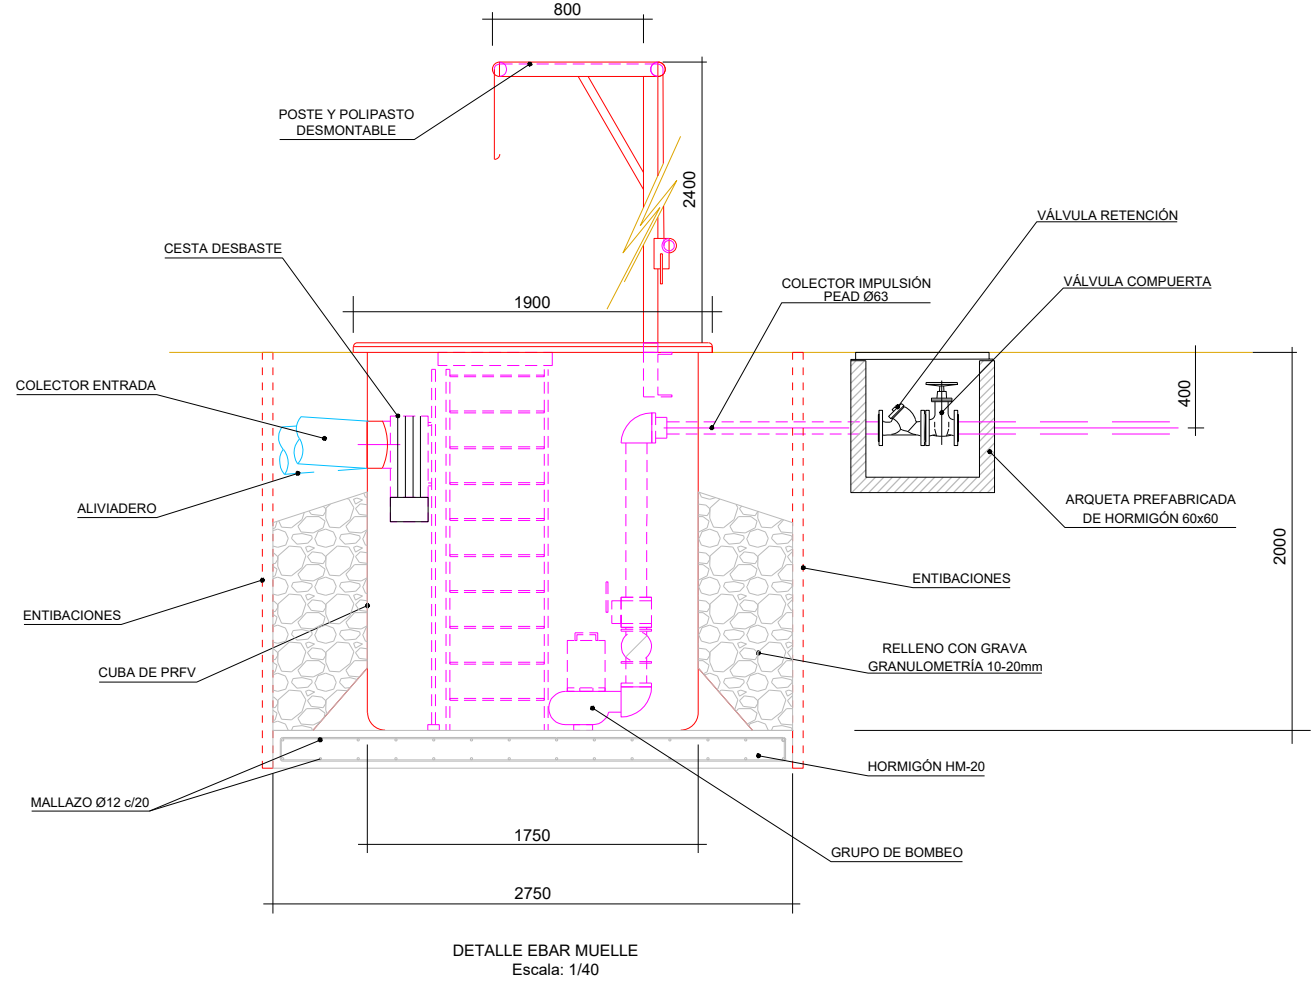 800
POSTE Y POLIPASTO
DESMONTABLE
2400
VÁLVULA RETENCIÓN
CESTA DESBASTE
COLECTOR IMPULSIÓN
PEAD Ø63
VÁLVULA COMPUERTA
1900
COLECTOR ENTRADA
400
ALIVIADERO
ARQUETA PREFABRICADA
DE HORMIGÓN 60x60
2000
ENTIBACIONES
ENTIBACIONES
RELLENO CON GRAVA
GRANULOMETRÍA 10-20mm
CUBA DE PRFV
HORMIGÓN HM-20
MALLAZO Ø12 c/20
1750
GRUPO DE BOMBEO
2750
DETALLE EBAR MUELLE
Escala: 1/40